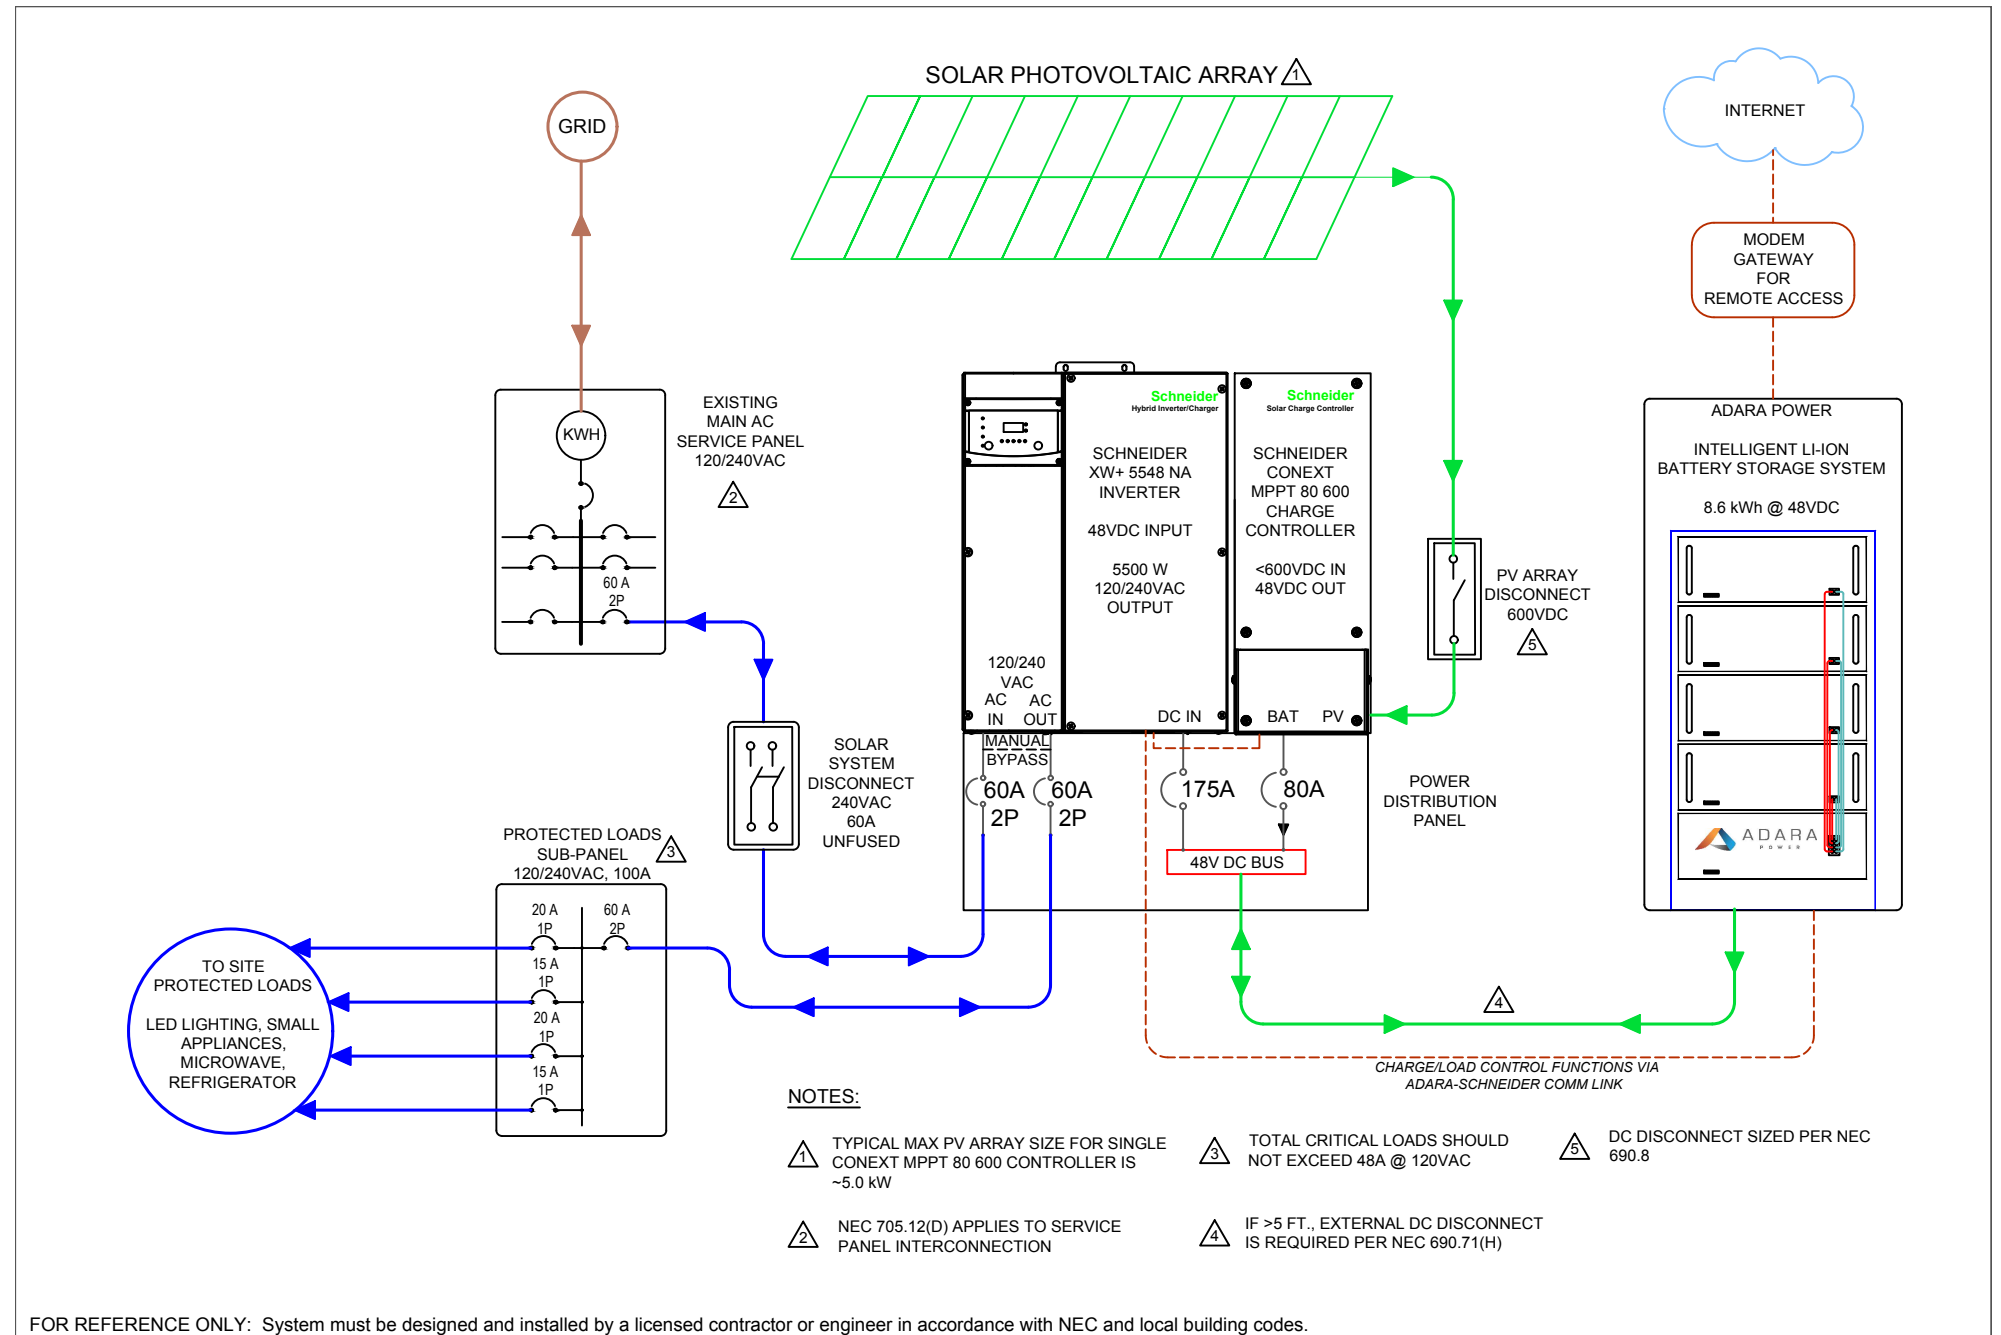 SOLAR PHOTOVOLTAIC ARRAY 1
GRID
INTERNET
MODEM
GATEWAY
FOR
REMOTE ACCESS
EXISTING
MAIN AC
SERVICE PANEL
120/240VAC
2
KWH
60 A
2P
Schneider
Hybrid Inverter/Charger
SCHNEIDER
XW+ 5548 NA
INVERTER
48VDC INPUT
5500 W
120/240VAC
OUTPUT
120/240
VAC
AC
IN
AC
OUT
DC IN
Schneider
Solar Charge Controller
SCHNEIDER
CONEXT
MPPT 80 600
CHARGE
CONTROLLER
<600VDC IN
48VDC OUT
BAT
PV
PV ARRAY
DISCONNECT
600VDC
5
ADARA POWER
INTELLIGENT LI-ION
BATTERY STORAGE SYSTEM
8.6 kWh @ 48VDC
ADARA
POWER
SOLAR
SYSTEM
DISCONNECT
240VAC
60A
UNFUSED
MANUAL
BYPASS
60A
2P
60A
2P
175A
80A
POWER
DISTRIBUTION
PANEL
48V DC BUS
PROTECTED LOADS
SUB-PANEL
120/240VAC, 100A
3
20 A
1P
60 A
2P
15 A
1P
20 A
1P
15 A
1P
TO SITE
PROTECTED LOADS
LED LIGHTING, SMALL
APPLIANCES,
MICROWAVE,
REFRIGERATOR
4
CHARGE/LOAD CONTROL FUNCTIONS VIA
ADARA-SCHNEIDER COMM LINK
NOTES:
1 TYPICAL MAX PV ARRAY SIZE FOR SINGLE
CONEXT MPPT 80 600 CONTROLLER IS
~5.0 kW
2 NEC 705.12(D) APPLIES TO SERVICE
PANEL INTERCONNECTION
3 TOTAL CRITICAL LOADS SHOULD
NOT EXCEED 48A @ 120VAC
4 IF >5 FT., EXTERNAL DC DISCONNECT
IS REQUIRED PER NEC 690.71(H)
5 DC DISCONNECT SIZED PER NEC
690.8
FOR REFERENCE ONLY: System must be designed and installed by a licensed contractor or engineer in accordance with NEC and local building codes.